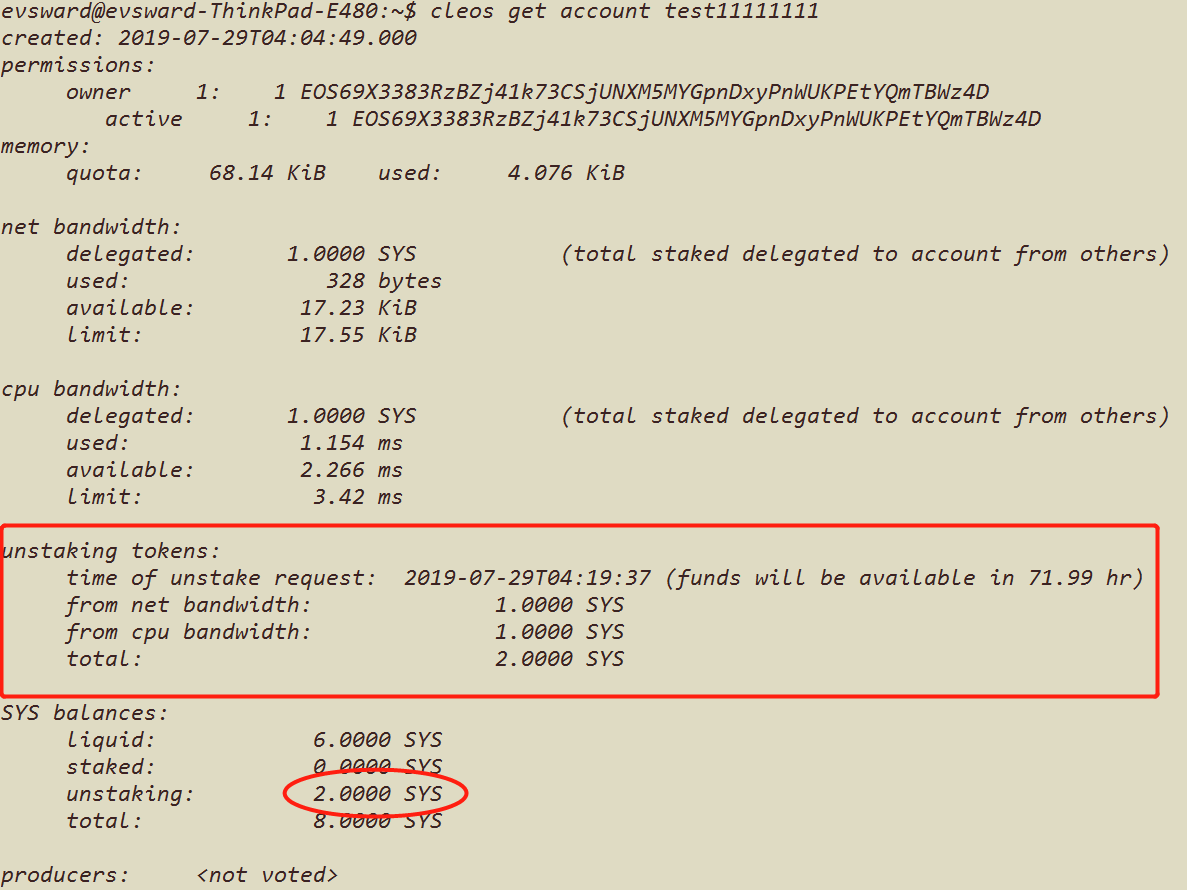 evsward@evsward-ThinkPad-E480:~$ cleos get account test11111111
created: 2019-07-29T04:04:49.000
permissions:
owner 1: 1 EOS69X3383RzBZj41k73CSjUNXM5MYGpnDxyPnWUKPEtYQmTBWz4D
active 1: 1 EOS69X3383RzBZj41k73CSjUNXM5MYGpnDxyPnWUKPEtYQmTBWz4D
memory:
quota: 68.14 KiB used: 4.076 KiB
net bandwidth:
delegated: 1.0000 SYS (total staked delegated to account from others)
used: 328 bytes
available: 17.23 KiB
limit: 17.55 KiB
cpu bandwidth:
delegated: 1.0000 SYS (total staked delegated to account from others)
used: 1.154 ms
available: 2.266 ms
limit: 3.42 ms
unstaking tokens:
time of unstake request: 2019-07-29T04:19:37 (funds will be available in 71.99 hr)
from net bandwidth: 1.0000 SYS
from cpu bandwidth: 1.0000 SYS
total: 2.0000 SYS
SYS balances:
liquid: 6.0000 SYS
staked: 0.0000 SYS
unstaking: 2.0000 SYS
total: 8.0000 SYS
producers: <not voted>